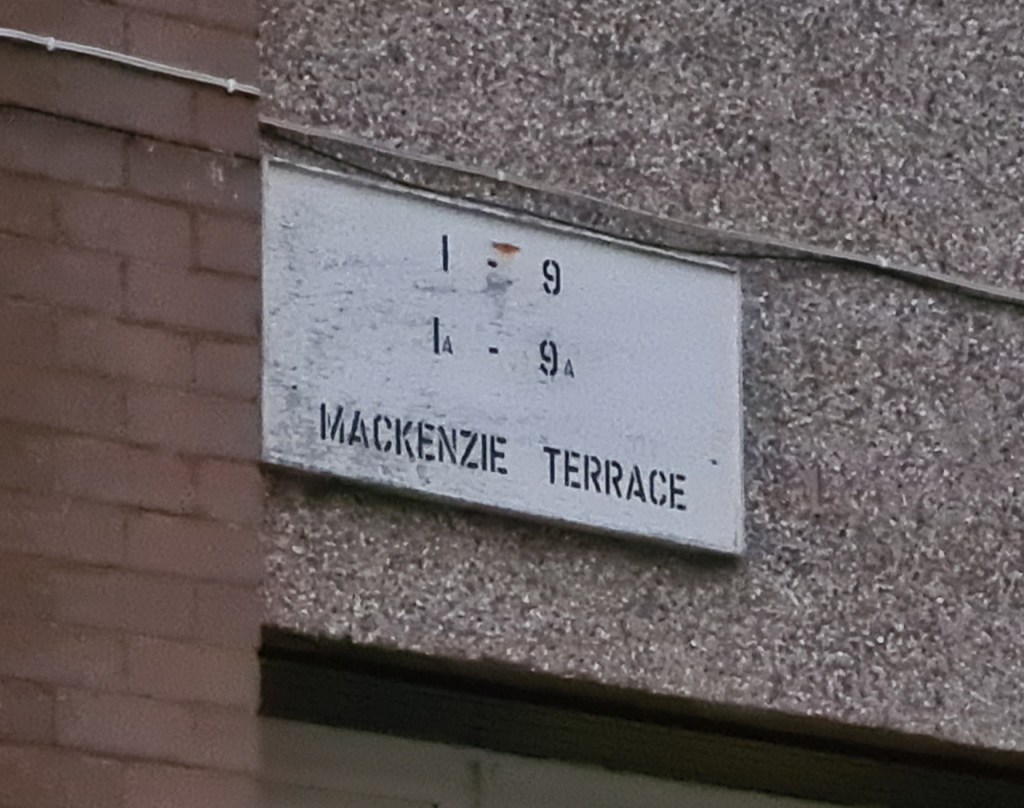 1 - 9
1A - 9A
MACKENZIE TERRACE